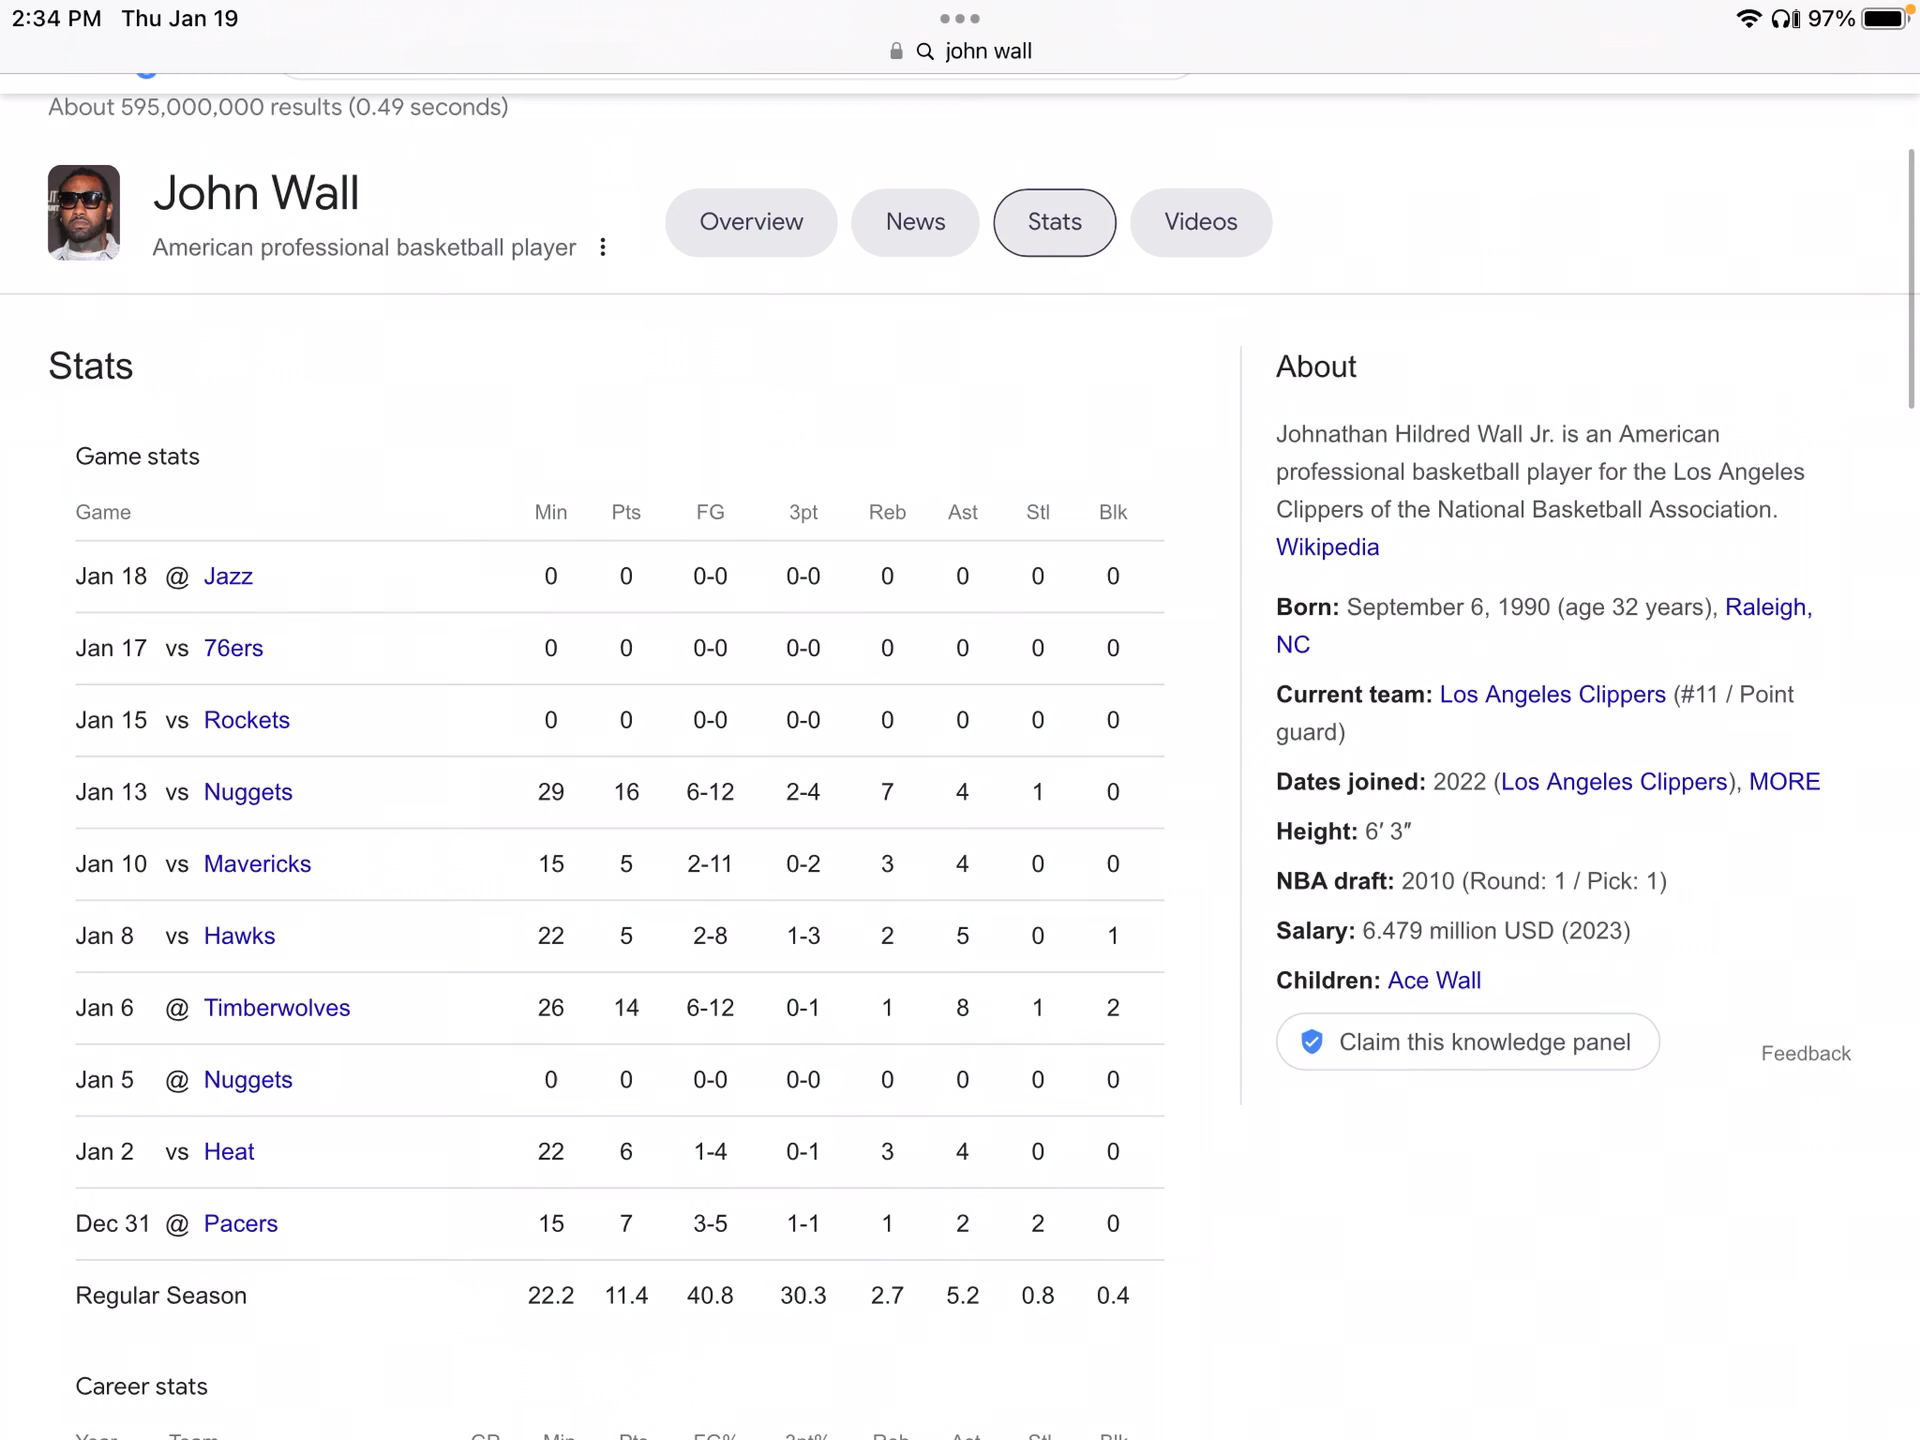 2:34 PM Thu Jan 19
97%
john wall
About 595,000,000 results (0.49 seconds)
John Wall
American professional basketball player
Overview News Stats Videos
Stats
Game stats
Game Min Pts FG 3pt Reb Ast Stl Blk
Jan 18 @ Jazz 0 0 0-0 0-0 0 0 0 0
Jan 17 vs 76ers 0 0 0-0 0-0 0 0 0 0
Jan 15 vs Rockets 0 0 0-0 0-0 0 0 0 0
Jan 13 vs Nuggets 29 16 6-12 2-4 7 4 1 0
Jan 10 vs Mavericks 15 5 2-11 0-2 3 4 0 0
Jan 8 vs Hawks 22 5 2-8 1-3 2 5 0 1
Jan 6 @ Timberwolves 26 14 6-12 0-1 1 8 1 2
Jan 5 @ Nuggets 0 0 0-0 0-0 0 0 0 0
Jan 2 vs Heat 22 6 1-4 0-1 3 4 0 0
Dec 31 @ Pacers 15 7 3-5 1-1 1 2 2 0
Regular Season 22.2 11.4 40.8 30.3 2.7 5.2 0.8 0.4
Career stats
Year Team GP Min Pts FG% 3pt% Reb Ast Stl Blk
About
Johnathan Hildred Wall Jr. is an American
professional basketball player for the Los Angeles
Clippers of the National Basketball Association.
Wikipedia
Born: September 6, 1990 (age 32 years), Raleigh,
NC
Current team: Los Angeles Clippers (#11 / Point
guard)
Dates joined: 2022 (Los Angeles Clippers), MORE
Height: 6′ 3″
NBA draft: 2010 (Round: 1 / Pick: 1)
Salary: 6.479 million USD (2023)
Children: Ace Wall
Claim this knowledge panel
Feedback